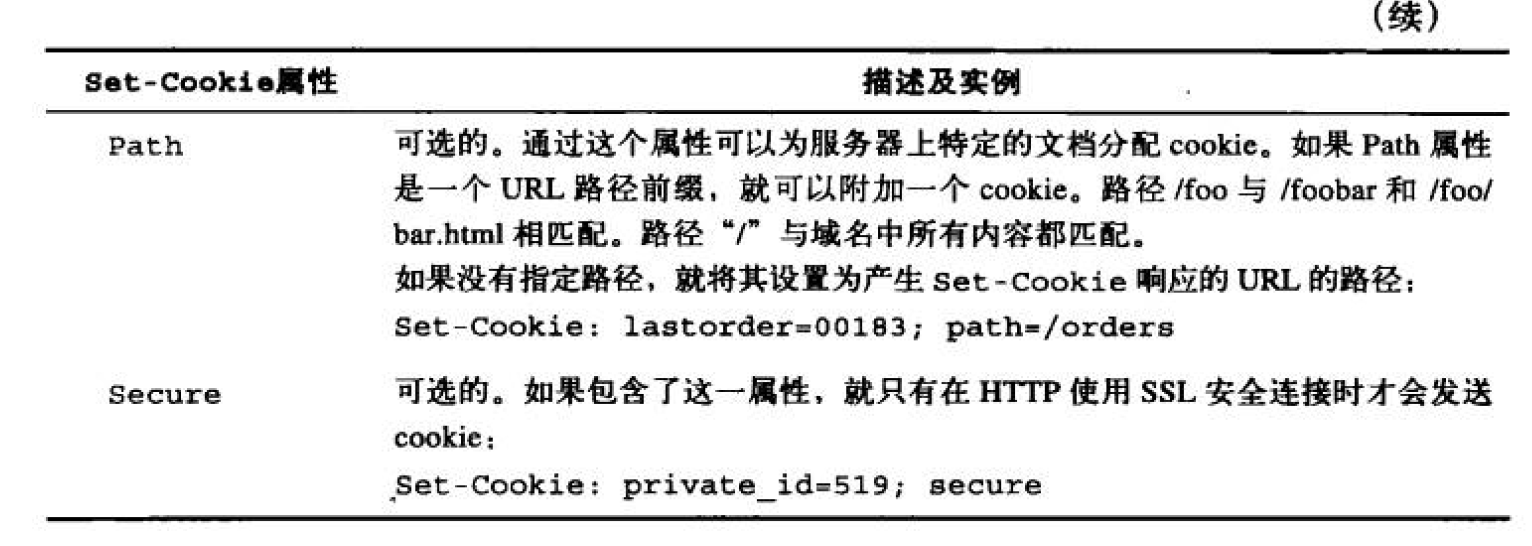 （续）
Set-Cookie属性 描述及实例
Path 可选的。通过这个属性可以为服务器上特定的文档分配 cookie。如果 Path 属性
是一个 URL 路径前缀，就可以附加一个 cookie。路径 /foo 与 /foobar 和 /foo/
bar.html 相匹配。路径“/”与域名中所有内容都匹配。
如果没有指定路径，就将其设置为产生 Set-Cookie 响应的 URL 的路径：
Set-Cookie: lastorder=00183; path=/orders
Secure 可选的。如果包含了这一属性，就只有在 HTTP 使用 SSL 安全连接时才会发送
cookie：
Set-Cookie: private_id=519; secure